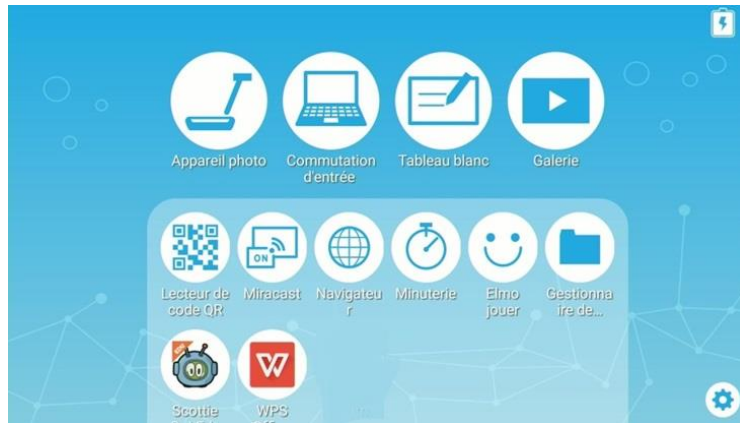 Appareil photo
Commutation
d'entrée
Tableau blanc
Galerie
ON
Lecteur de
code QR
Miracast
Navigateu
r
Minuterie
Elmo
jouer
Gestionna
ire de...
Scottie
WPS